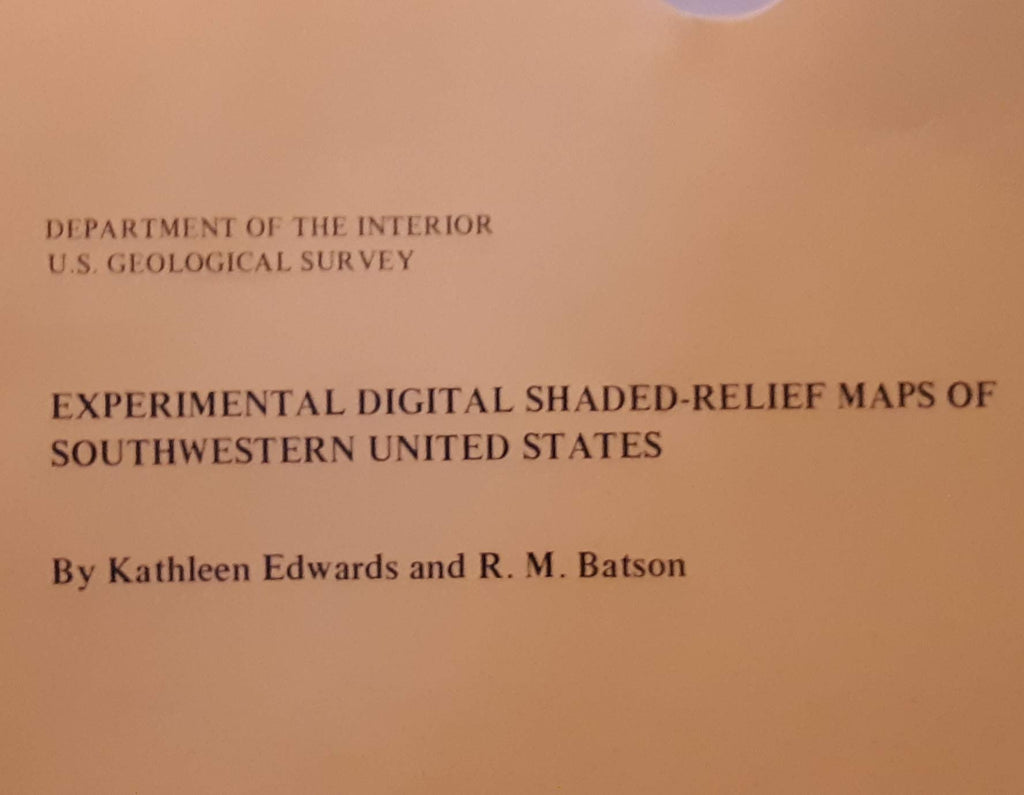 DEPARTMENT OF THE INTERIOR
U.S. GEOLOGICAL SURVEY
EXPERIMENTAL DIGITAL SHADED-RELIEF MAPS OF
SOUTHWESTERN UNITED STATES
By Kathleen Edwards and R. M. Batson